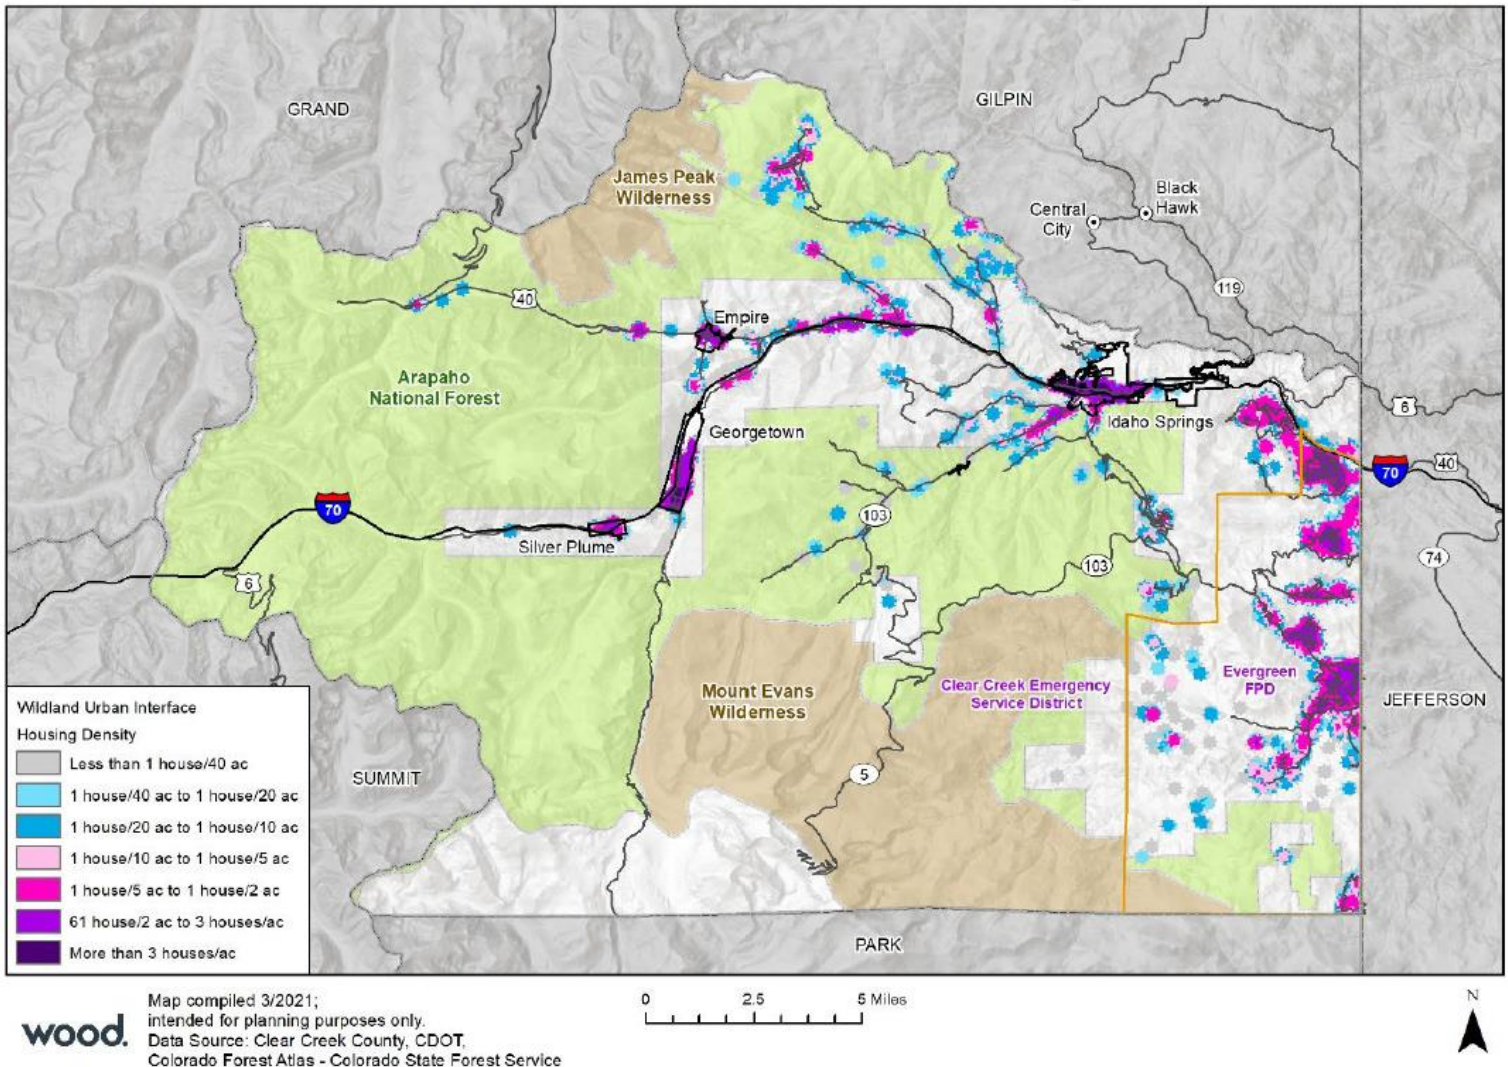 GRAND
GILPIN
James Peak
Wilderness
Black
Hawk
Central
City
119
40
Empire
Arapaho
National Forest
6
Idaho Springs
Georgetown
70
40
70
103
Silver Plume
74
103
6
Evergreen
FPD
Clear Creek Emergency
Service District
Mount Evans
Wilderness
JEFFERSON
Wildland Urban Interface
Housing Density
Less than 1 house/40 ac
1 house/40 ac to 1 house/20 ac
1 house/20 ac to 1 house/10 ac
1 house/10 ac to 1 house/5 ac
1 house/5 ac to 1 house/2 ac
61 house/2 ac to 3 houses/ac
More than 3 houses/ac
SUMMIT
5
PARK
wood.
Map compiled 3/2021;
intended for planning purposes only.
Data Source: Clear Creek County, CDOT,
Colorado Forest Atlas - Colorado State Forest Service
0 2.5 5 Miles
N